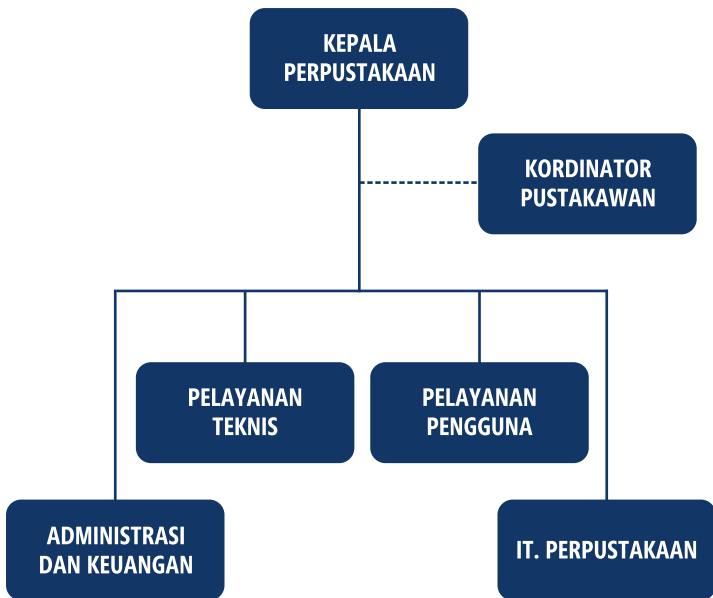 KEPALA
PERPUSTAKAAN
KORDINATOR
PUSTAKAWAN
PELAYANAN
TEKNIS
PELAYANAN
PENGGUNA
ADMINISTRASI
DAN KEUANGAN
IT. PERPUSTAKAAN